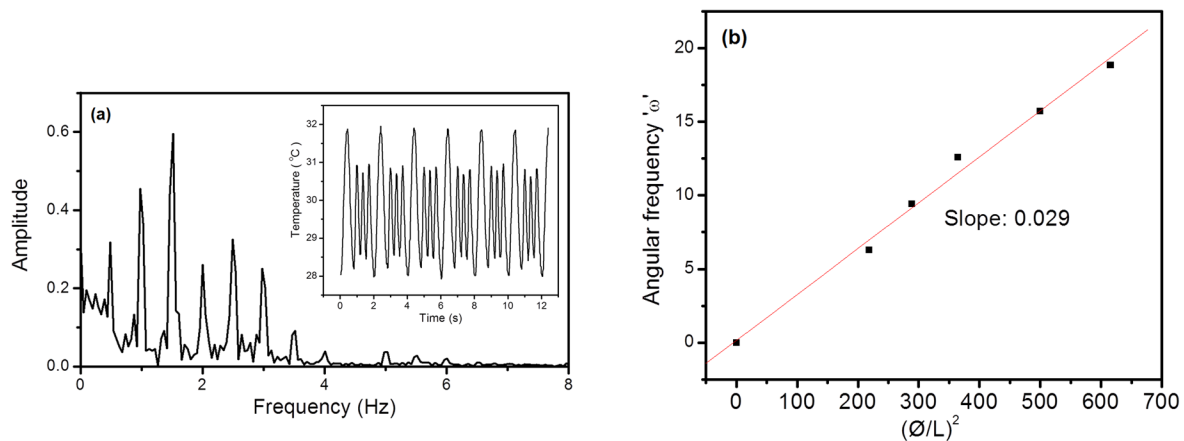 (a)
Amplitude
0.6
0.4
0.2
0.0
0 2 4 6 8
Frequency (Hz)
Temperature (°C)
32
31
30
29
28
0 2 4 6 8 10 12
Time (s)
(b)
Angular frequency 'ω'
20
15
10
5
0
Slope: 0.029
0 100 200 300 400 500 600 700
(Ø/L)²